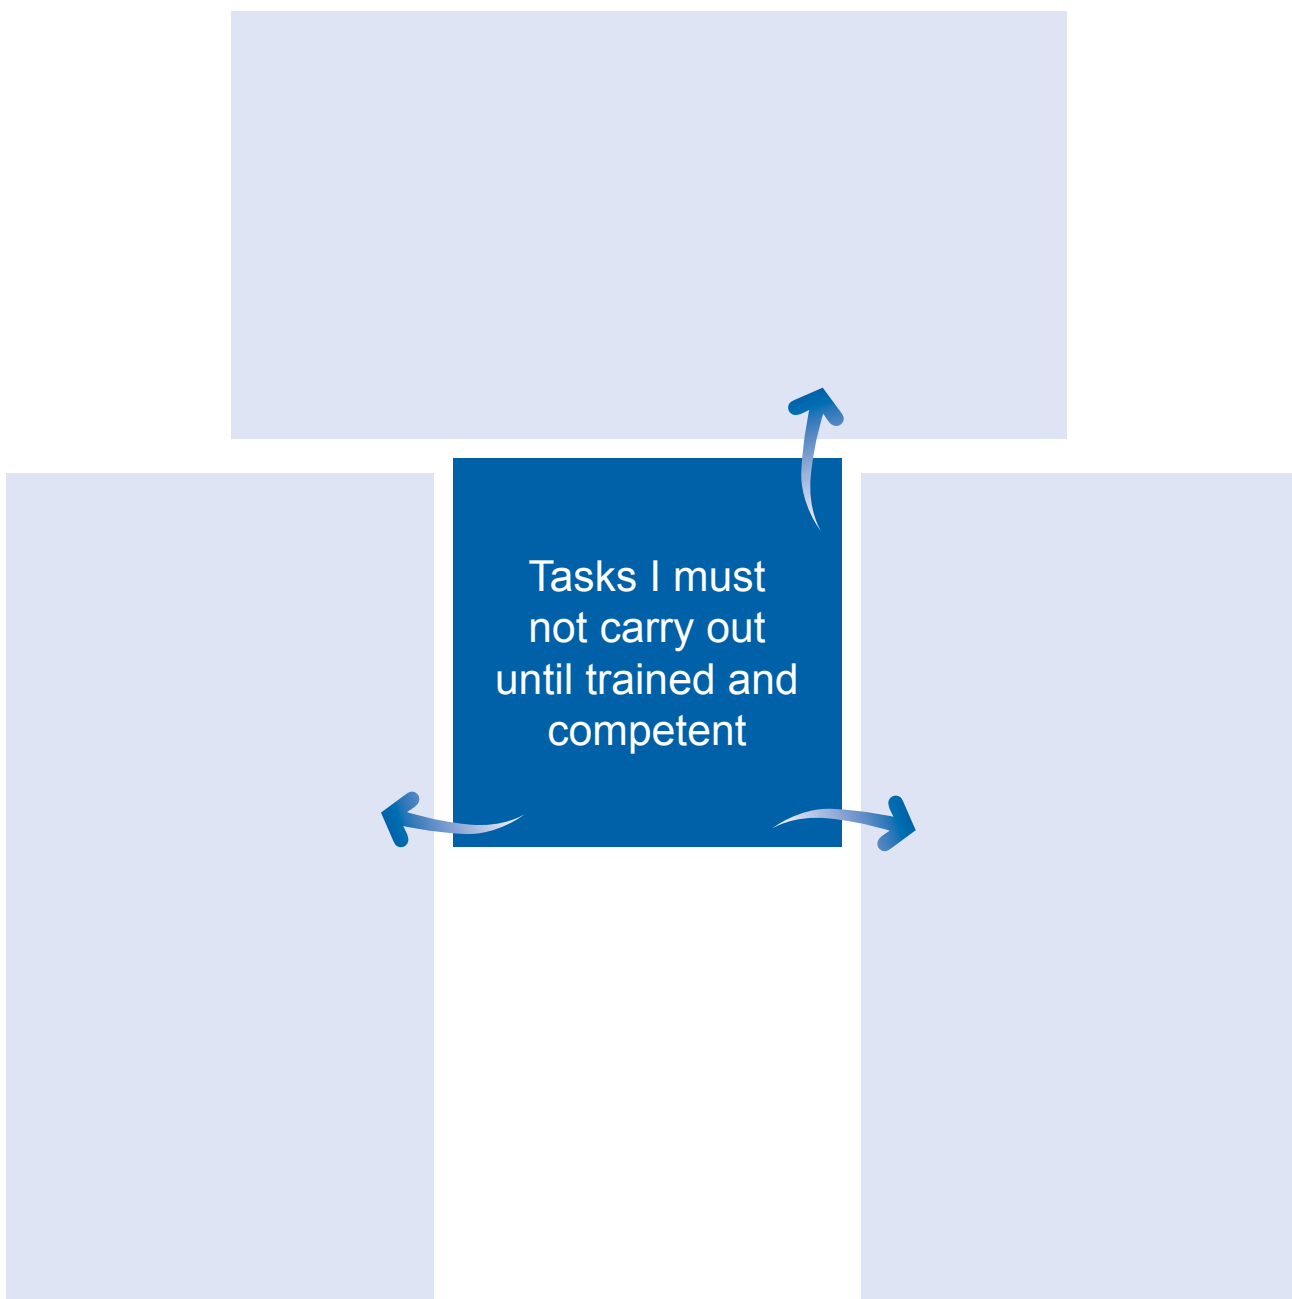 Tasks I must
not carry out
until trained and
competent